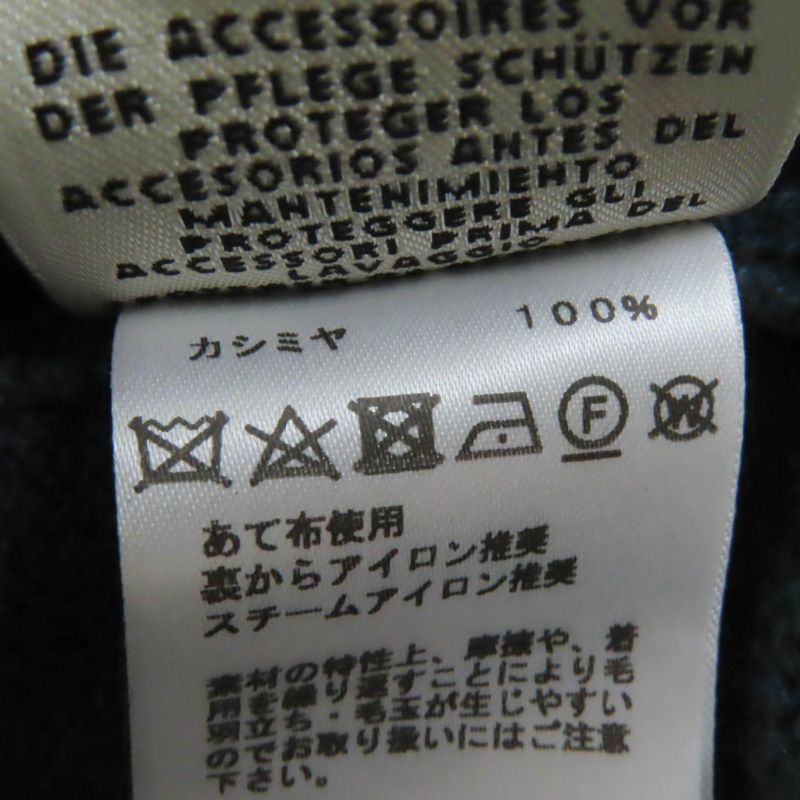 DIE ACCESSOIRES VOR
DER PFLEGE SCHÜTZEN
PROTEGER LOS
ACCESORIOS ANTES DEL
MANTENIMIENTO
PROTEGGERE GLI
ACCESSORI PRIMA DEL
LAVAGGIO
カシミヤ 100%
F
W
あて布使用
裏からアイロン推奨
スチームアイロン推奨
素材の特性上、摩擦や、着
用を繰り返すことにより毛
羽立ち・毛玉が生じやすい
のでお取り扱いにはご注意
下さい。